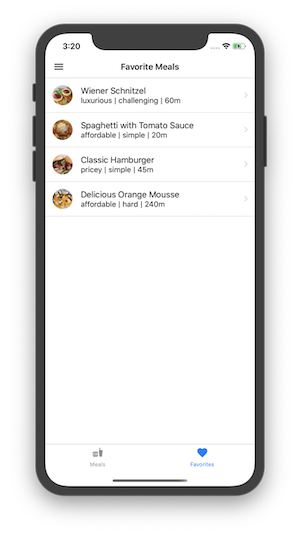 3:20
Favorite Meals
Wiener Schnitzel
luxurious | challenging | 60m
Spaghetti with Tomato Sauce
affordable | simple | 20m
Classic Hamburger
pricey | simple | 45m
Delicious Orange Mousse
affordable | hard | 240m
Meals
Favorites